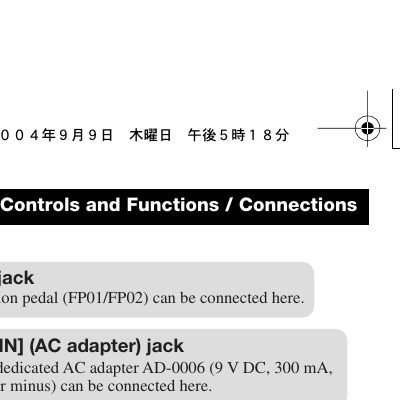 ００４年９月９日　木曜日　午後５時１８分
Controls and Functions / Connections
jack
pedal (FP01/FP02) can be connected here.
IN] (AC adapter) jack
dedicated AC adapter AD-0006 (9 V DC, 300 mA,
minus) can be connected here.